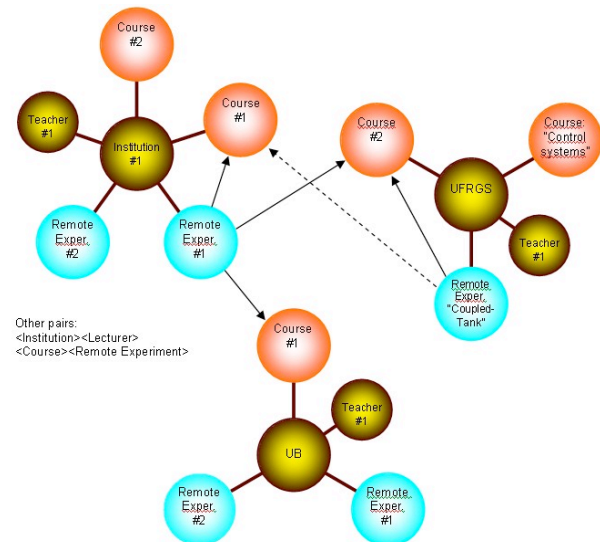 Course
#2
Teacher
#1
Institution
#1
Course
#1
Remote
Exper.
#2
Remote
Exper.
#1
Course
#2
Course:
"Control
systems"
UFRGS
Teacher
#1
Remote
Exper.
"Coupled-
Tank"
Other pairs:
<Institution><Lecturer>
<Course><Remote Experiment>
Course
#1
Teacher
#1
UB
Remote
Exper.
#2
Remote
Exper.
#1